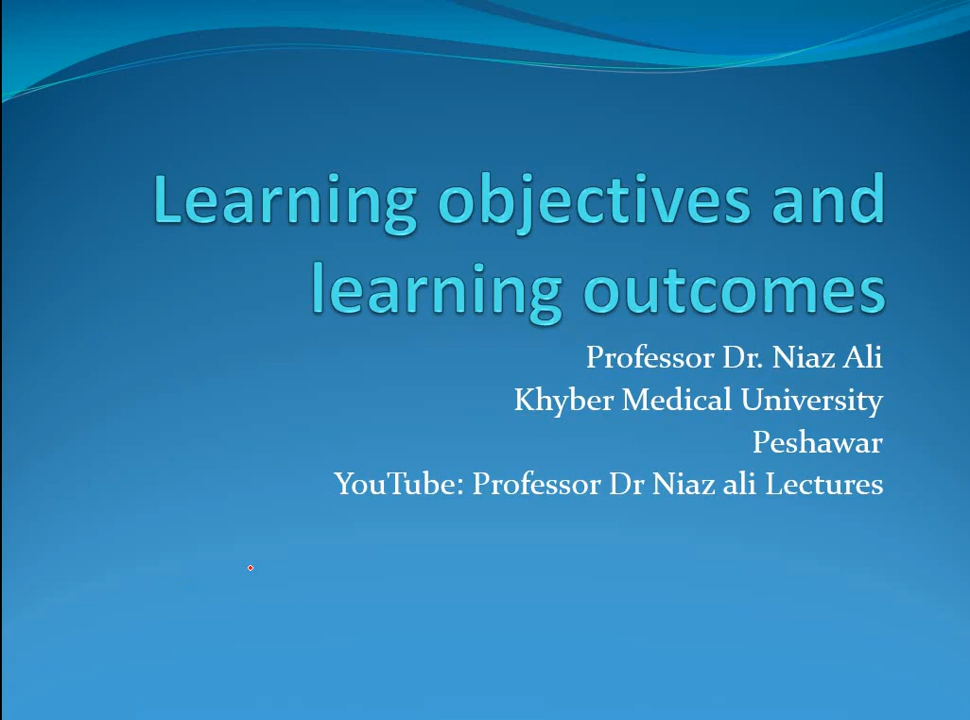 Learning objectives and
learning outcomes
Professor Dr. Niaz Ali
Khyber Medical University
Peshawar
YouTube: Professor Dr Niaz ali Lectures